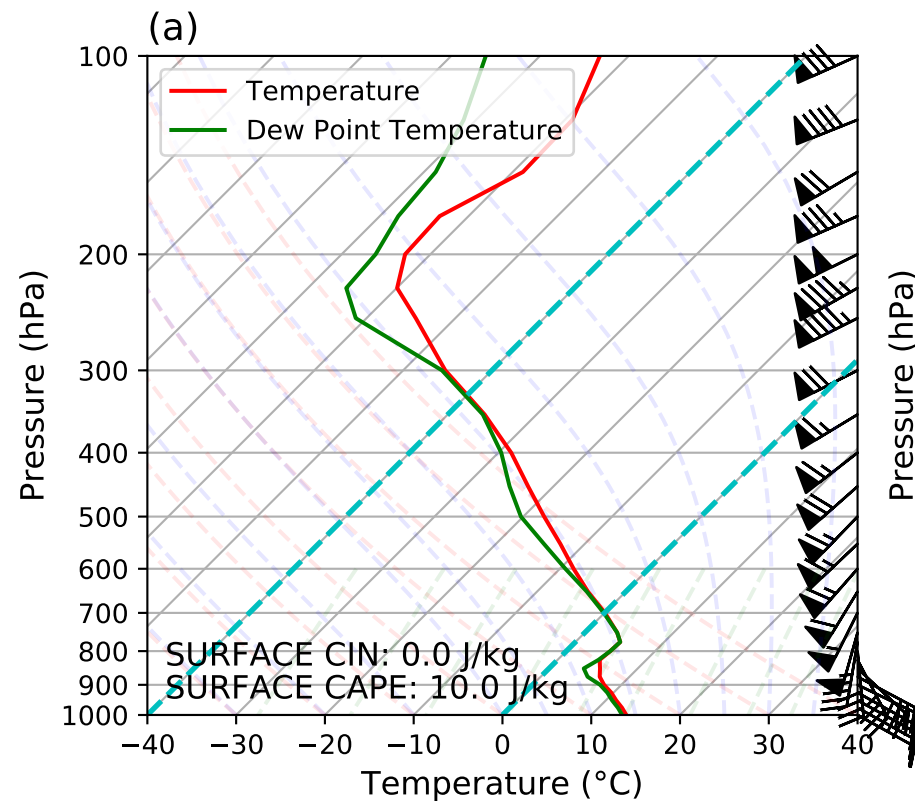 (a)
100
Temperature
Dew Point Temperature
200
300
400
500
600
700
800
900
1000
Pressure (hPa)
Pressure (hPa)
SURFACE CIN: 0.0 J/kg
SURFACE CAPE: 10.0 J/kg
−40 −30 −20 −10 0 10 20 30 40
Temperature (°C)